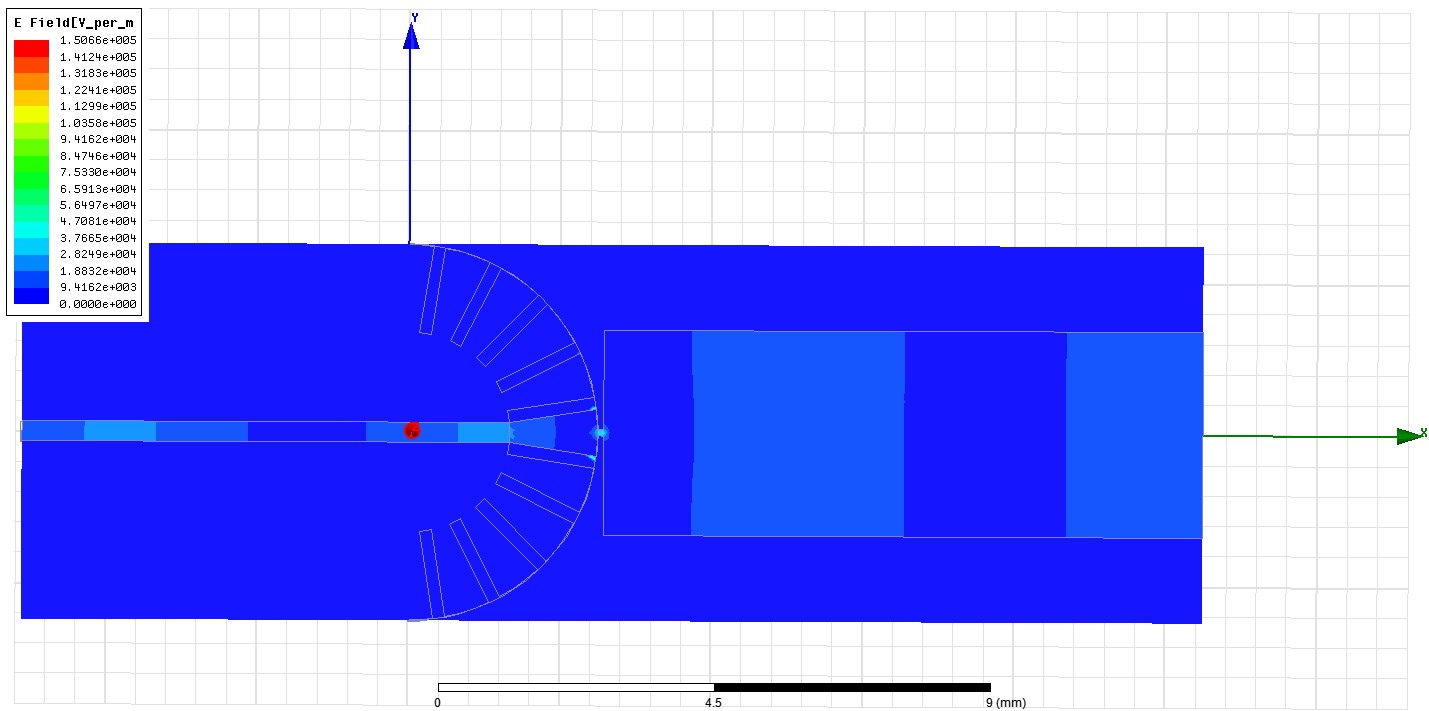 E Field[V_per_m
1.5066e+005
1.4124e+005
1.3183e+005
1.2241e+005
1.1299e+005
1.0358e+005
9.4162e+004
8.4746e+004
7.5330e+004
6.5913e+004
5.6497e+004
4.7081e+004
3.7665e+004
2.8249e+004
1.8832e+004
9.4162e+003
0.0000e+000
Y
X
0 4.5 9 (mm)